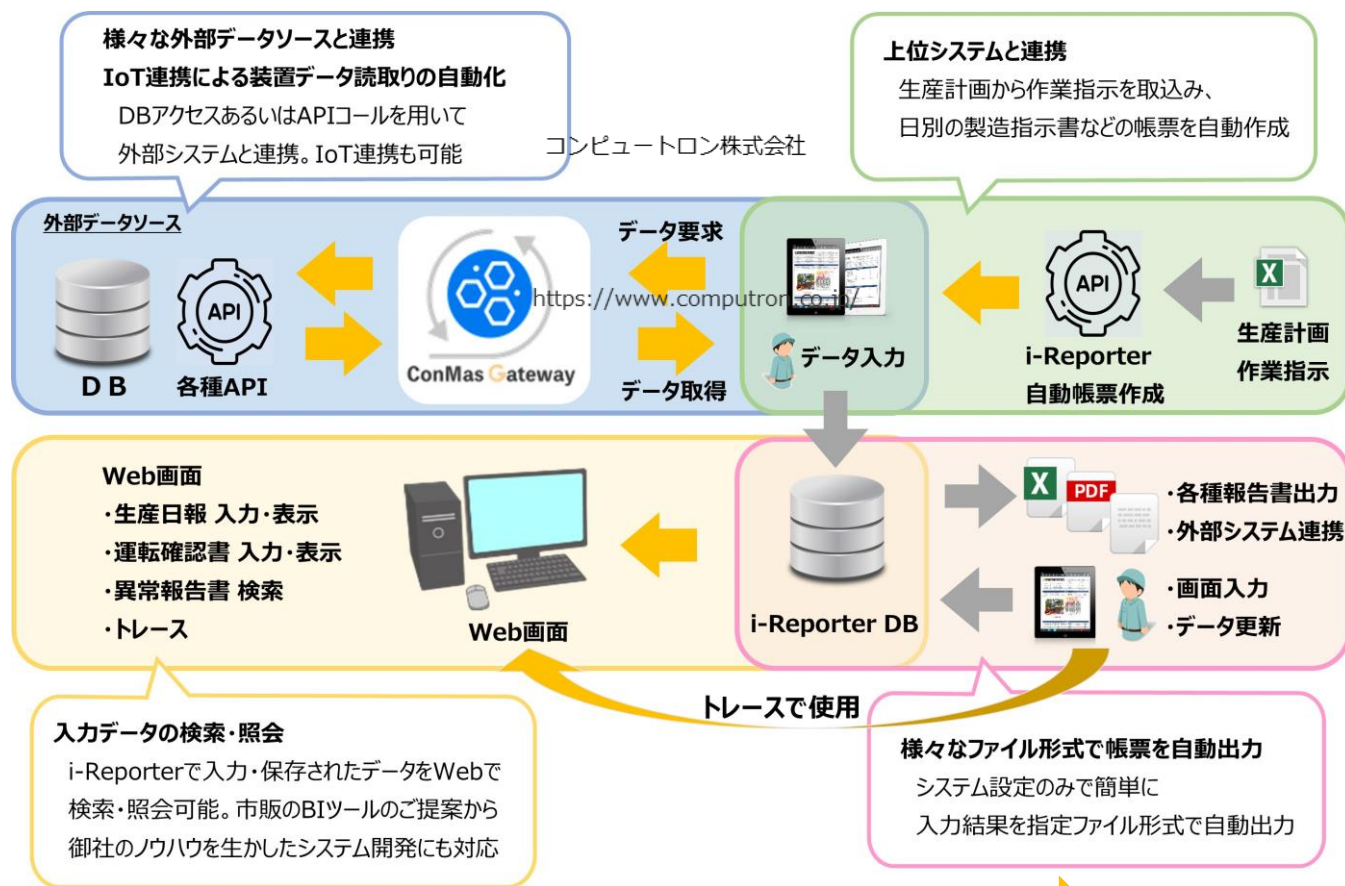 様々な外部データソースと連携
IoT連携による装置データ読取りの自動化
DBアクセスあるいはAPIコールを用いて
外部システムと連携。IoT連携も可能
コンピュートロン株式会社
上位システムと連携
生産計画から作業指示を取込み、
日別の製造指示書などの帳票を自動作成
外部データソース
DB
API
各種API
ConMas Gateway
データ要求
データ取得
https://www.computron.co.jp/
データ入力
API
i-Reporter
自動帳票作成
X
生産計画
作業指示
Web画面
・生産日報 入力・表示
・運転確認書 入力・表示
・異常報告書 検索
・トレース
Web画面
i-Reporter DB
X
PDF
・各種報告書出力
・外部システム連携
・画面入力
・データ更新
トレースで使用
入力データの検索・照会
i-Reporterで入力・保存されたデータをWebで
検索・照会可能。市販のBIツールのご提案から
御社のノウハウを生かしたシステム開発にも対応
様々なファイル形式で帳票を自動出力
システム設定のみで簡単に
入力結果を指定ファイル形式で自動出力